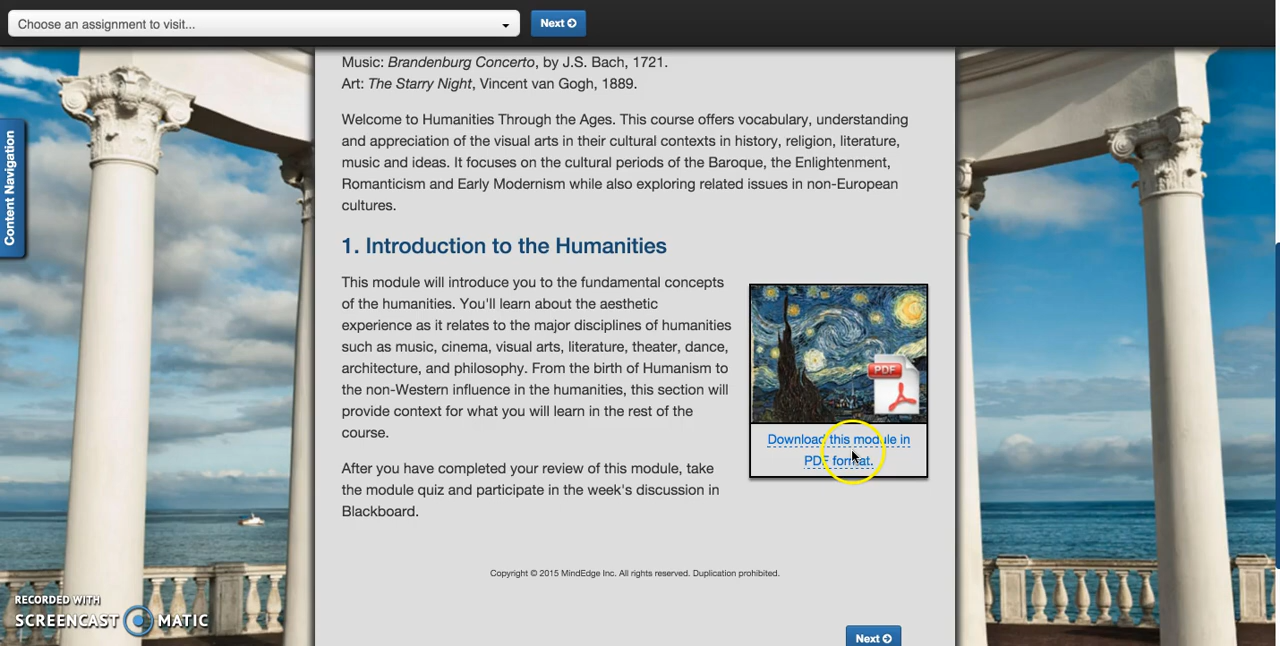 Choose an assignment to visit...
Next
Content Navigation
Music: Brandenburg Concerto, by J.S. Bach, 1721.
Art: The Starry Night, Vincent van Gogh, 1889.
Welcome to Humanities Through the Ages. This course offers vocabulary, understanding
and appreciation of the visual arts in their cultural contexts in history, religion, literature,
music and ideas. It focuses on the cultural periods of the Baroque, the Enlightenment,
Romanticism and Early Modernism while also exploring related issues in non-European
cultures.
1. Introduction to the Humanities
This module will introduce you to the fundamental concepts
of the humanities. You'll learn about the aesthetic
experience as it relates to the major disciplines of humanities
such as music, cinema, visual arts, literature, theater, dance,
architecture, and philosophy. From the birth of Humanism to
the non-Western influence in the humanities, this section will
provide context for what you will learn in the rest of the
course.
PDF
Download this module in
PDF format.
After you have completed your review of this module, take
the module quiz and participate in the week's discussion in
Blackboard.
Copyright © 2015 MindEdge Inc. All rights reserved. Duplication prohibited.
Next
RECORDED WITH
SCREENCAST MATIC